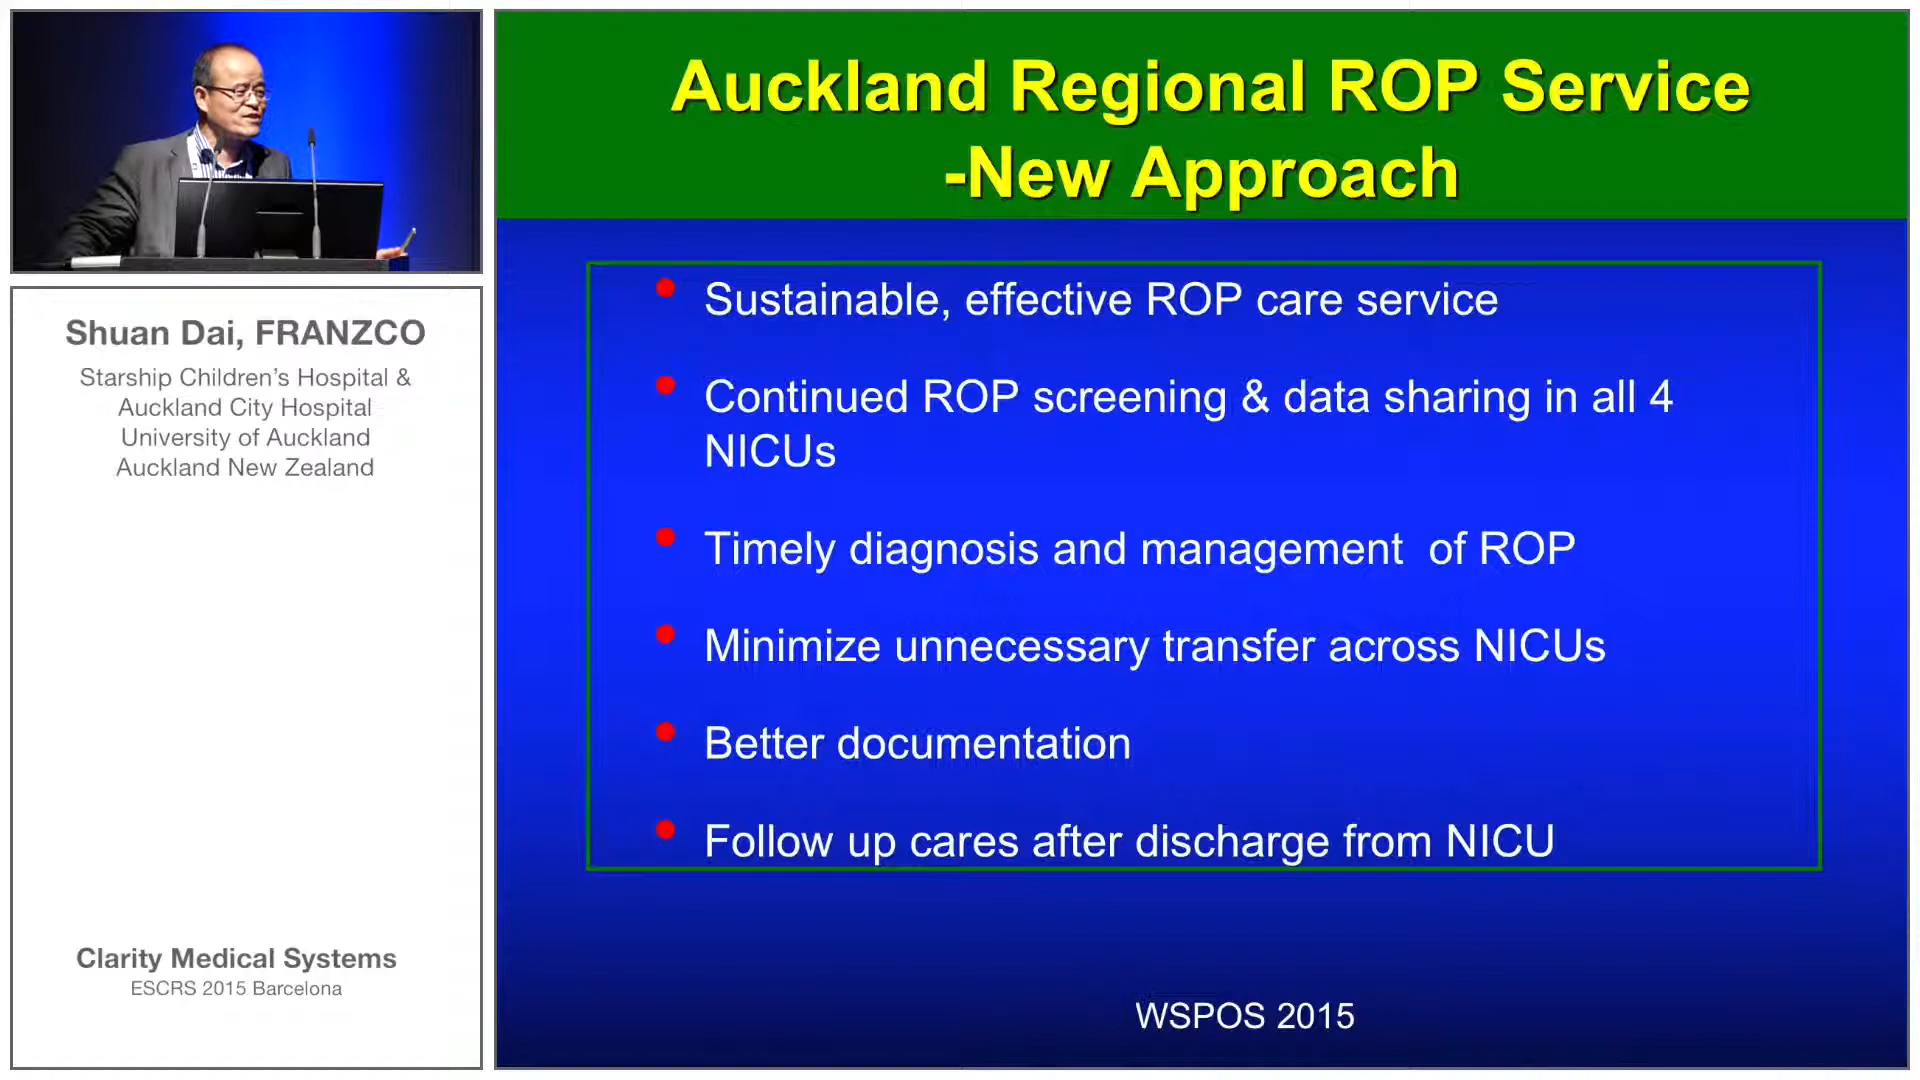 Auckland Regional ROP Service
-New Approach
Shuan Dai, FRANZCO
Starship Children's Hospital &
Auckland City Hospital
University of Auckland
Auckland New Zealand
Sustainable, effective ROP care service
Continued ROP screening & data sharing in all 4
NICUs
Timely diagnosis and management  of ROP
Minimize unnecessary transfer across NICUs
Better documentation
Follow up cares after discharge from NICU
Clarity Medical Systems
ESCRS 2015 Barcelona
WSPOS 2015